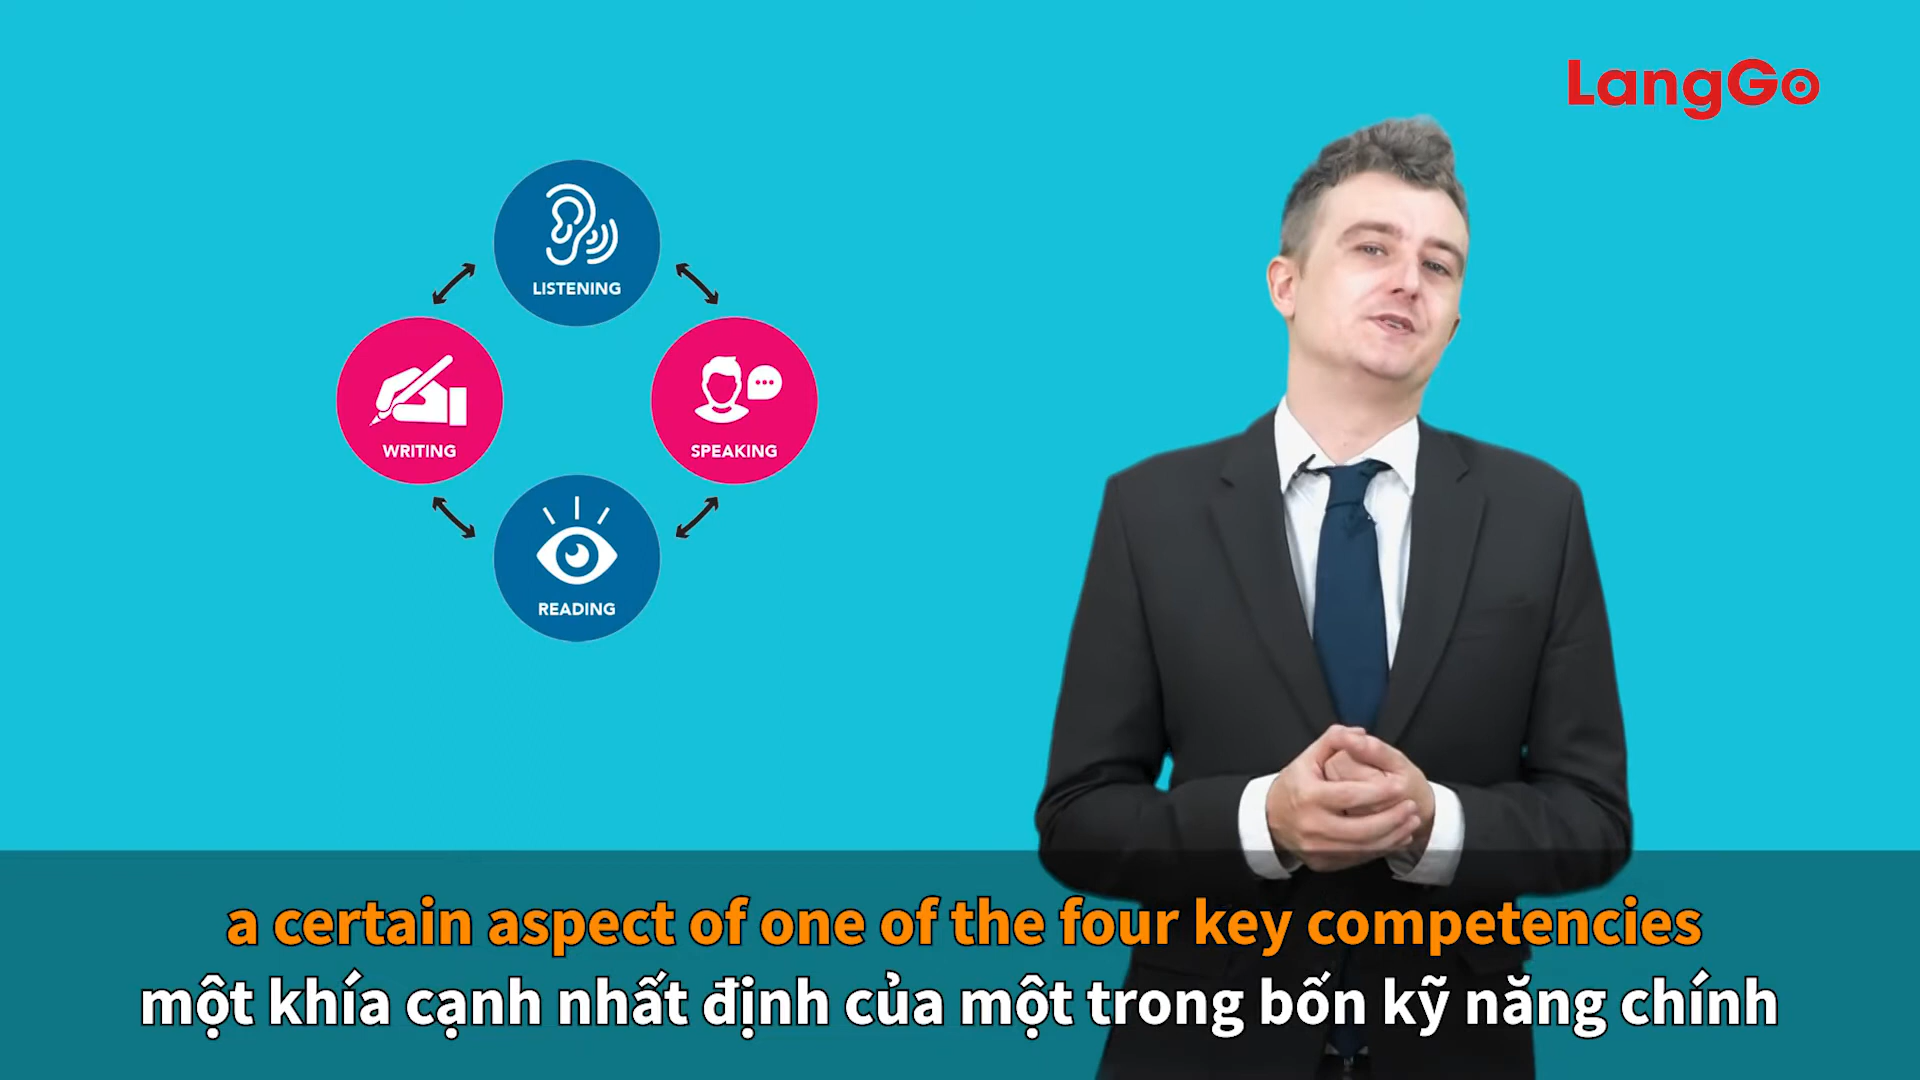 LangGo
LISTENING
WRITING
SPEAKING
READING
a certain aspect of one of the four key competencies
một khía cạnh nhất định của một trong bốn kỹ năng chính